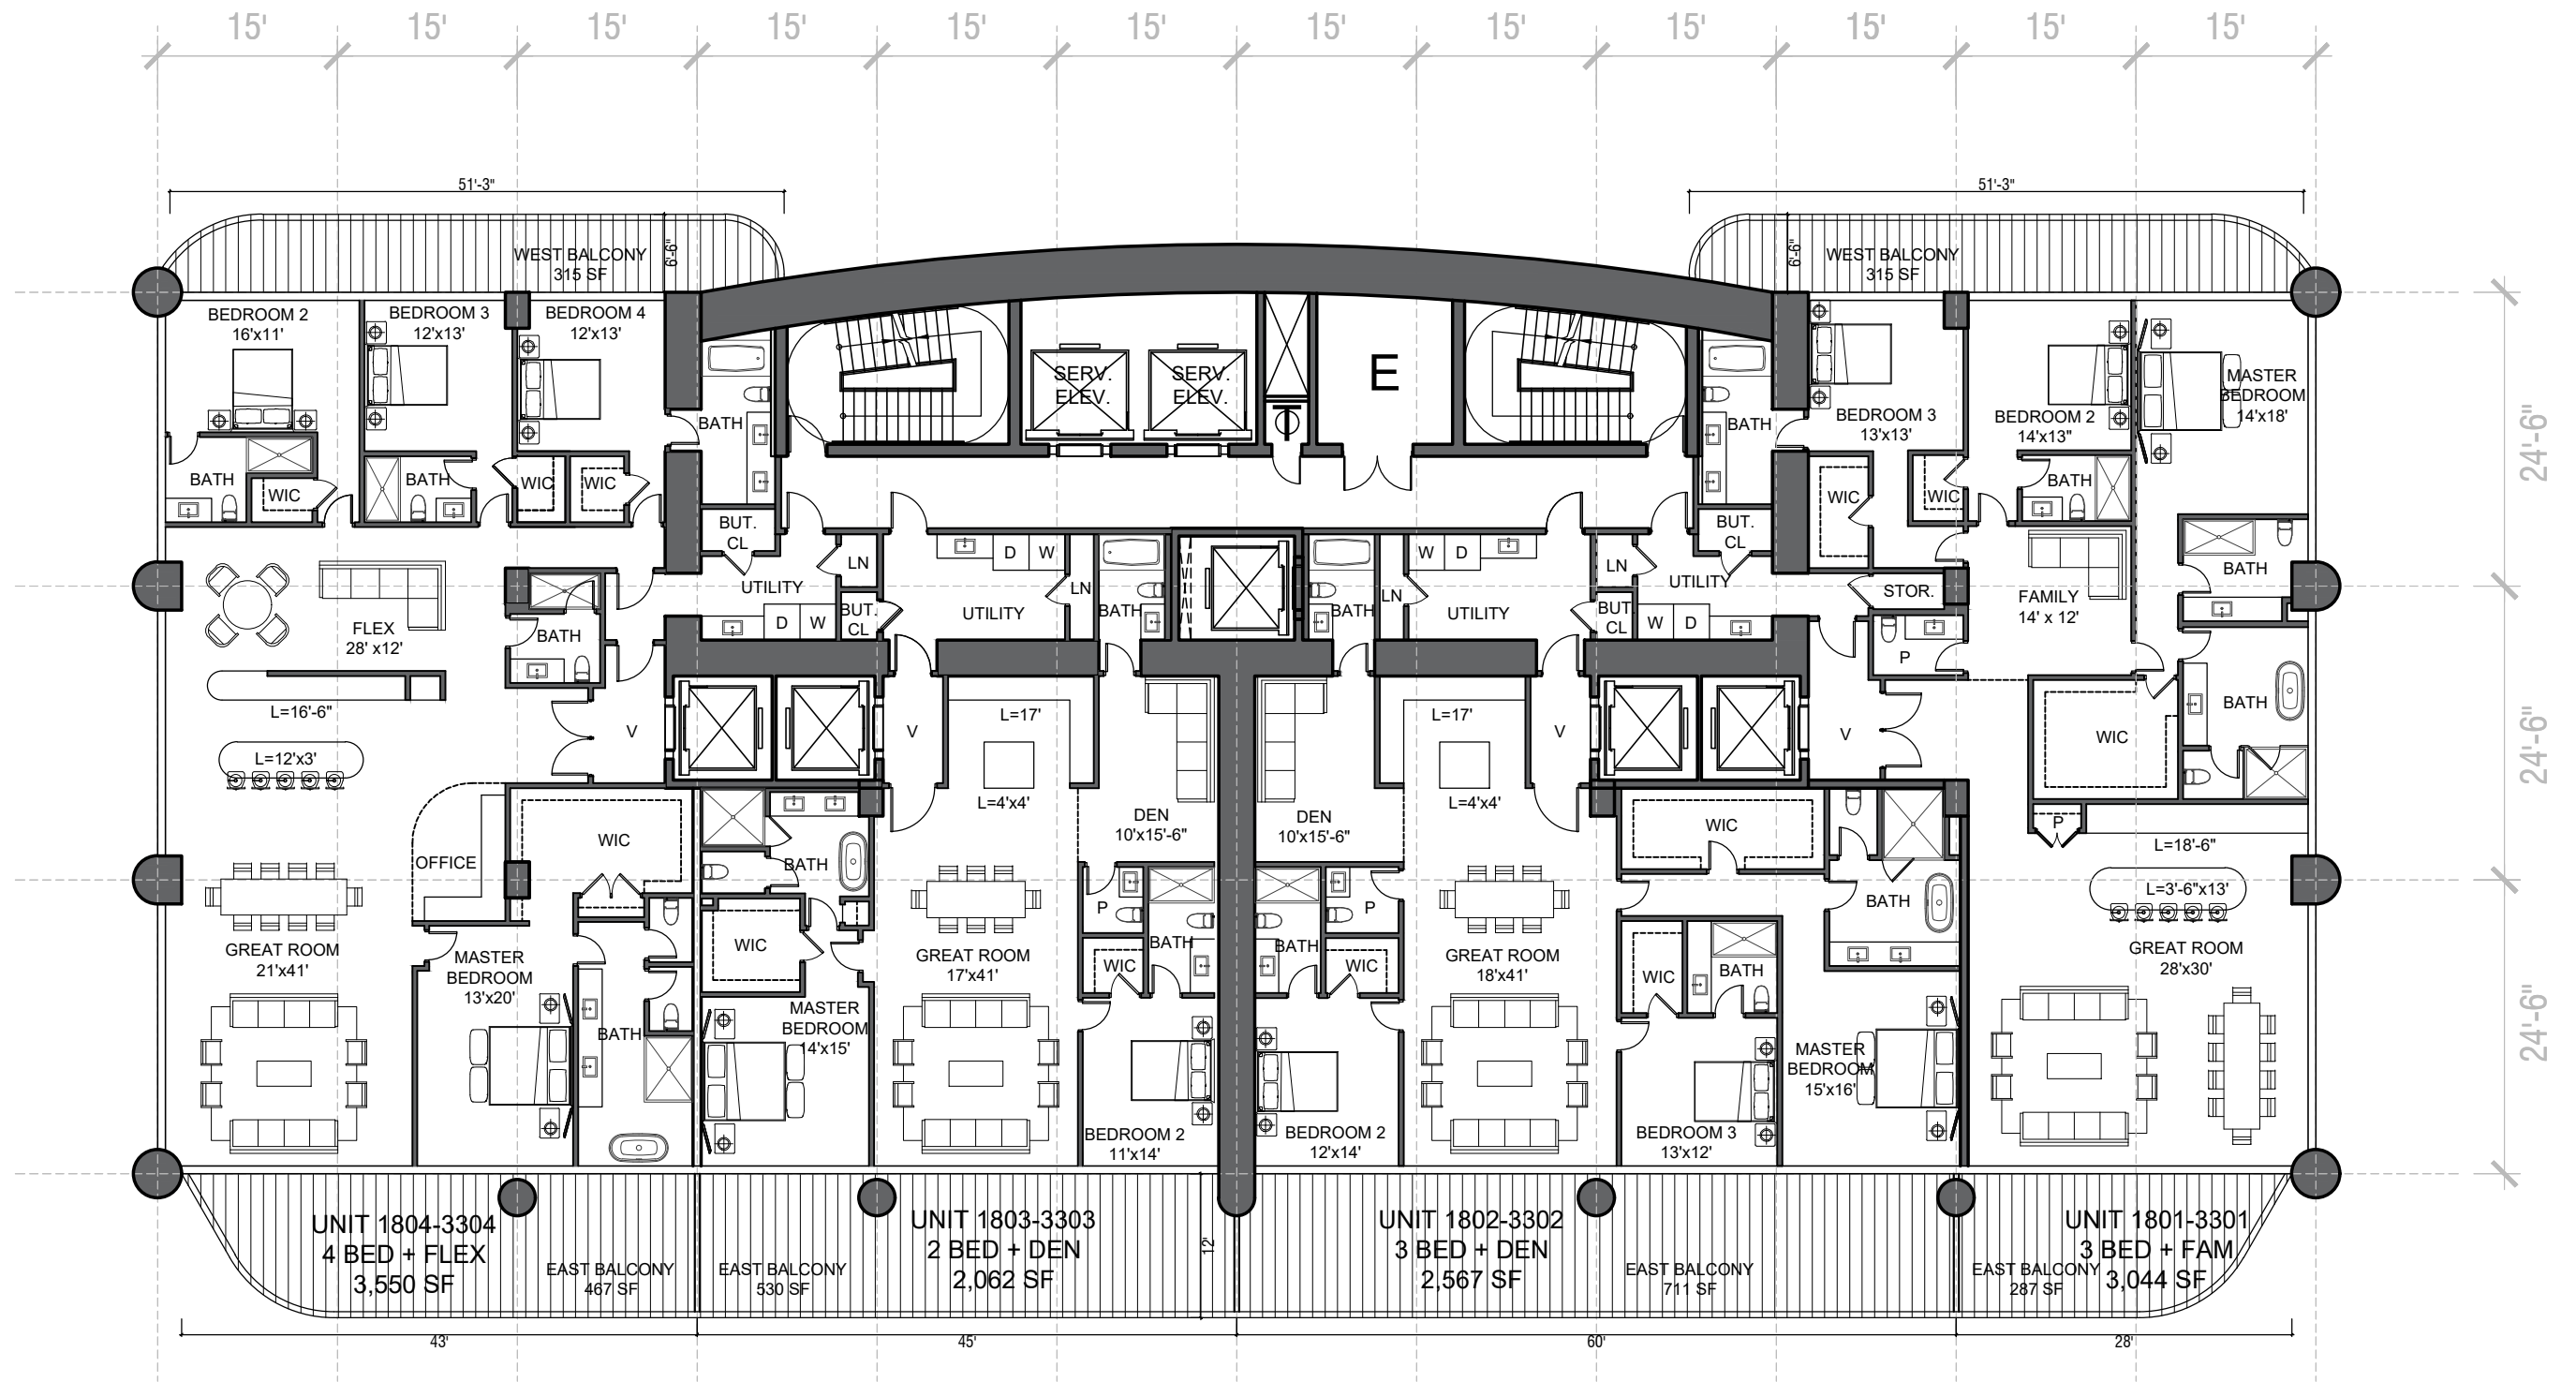 15' 15' 15' 15' 15' 15' 15' 15' 15' 15' 15' 15'
51'-3"
51'-3"
WEST BALCONY
315 SF
6'-6"
6'-6"
WEST BALCONY
315 SF
BEDROOM 2
16'x11'
BEDROOM 3
12'x13'
BEDROOM 4
12'x13'
BATH
SERV.
ELEV.
SERV.
ELEV.
T
E
BATH
BEDROOM 3
13'x13'
BEDROOM 2
14'x13"
MASTER
BEDROOM
14'x18'
24'-6"
BATH
WIC
BATH
WIC
WIC
WIC
WIC
BATH
BUT.
CL
LN
UTILITY
D W
BUT.
CL
D W
UTILITY
LN
BATH
BATH
LN
W D
UTILITY
LN
BUT.
CL
BUT.
CL
UTILITY
W D
STOR.
P
FAMILY
14' x 12'
BATH
FLEX
28' x12'
BATH
L=16'-6"
L=12'x3'
V
V
L=17'
L=4'x4'
DEN
10'x15'-6"
DEN
10'x15'-6"
L=17'
L=4'x4'
V
V
WIC
BATH
24'-6"
P
L=18'-6"
OFFICE
WIC
BATH
WIC
BATH
L=3'-6"x13'
GREAT ROOM
21'x41'
MASTER
BEDROOM
13'x20'
BATH
WIC
MASTER
BEDROOM
14'x15'
GREAT ROOM
17'x41'
P
BATH
WIC
BEDROOM 2
11'x14'
P
BATH
WIC
BEDROOM 2
12'x14'
GREAT ROOM
18'x41'
WIC
BATH
BEDROOM 3
13'x12'
MASTER
BEDROOM
15'x16'
GREAT ROOM
28'x30'
24'-6"
UNIT 1804-3304
4 BED + FLEX
3,550 SF
EAST BALCONY
467 SF
EAST BALCONY
530 SF
UNIT 1803-3303
2 BED + DEN
2,062 SF
12'
UNIT 1802-3302
3 BED + DEN
2,567 SF
EAST BALCONY
711 SF
EAST BALCONY
287 SF
UNIT 1801-3301
3 BED + FAM
3,044 SF
43'
45'
60'
28'